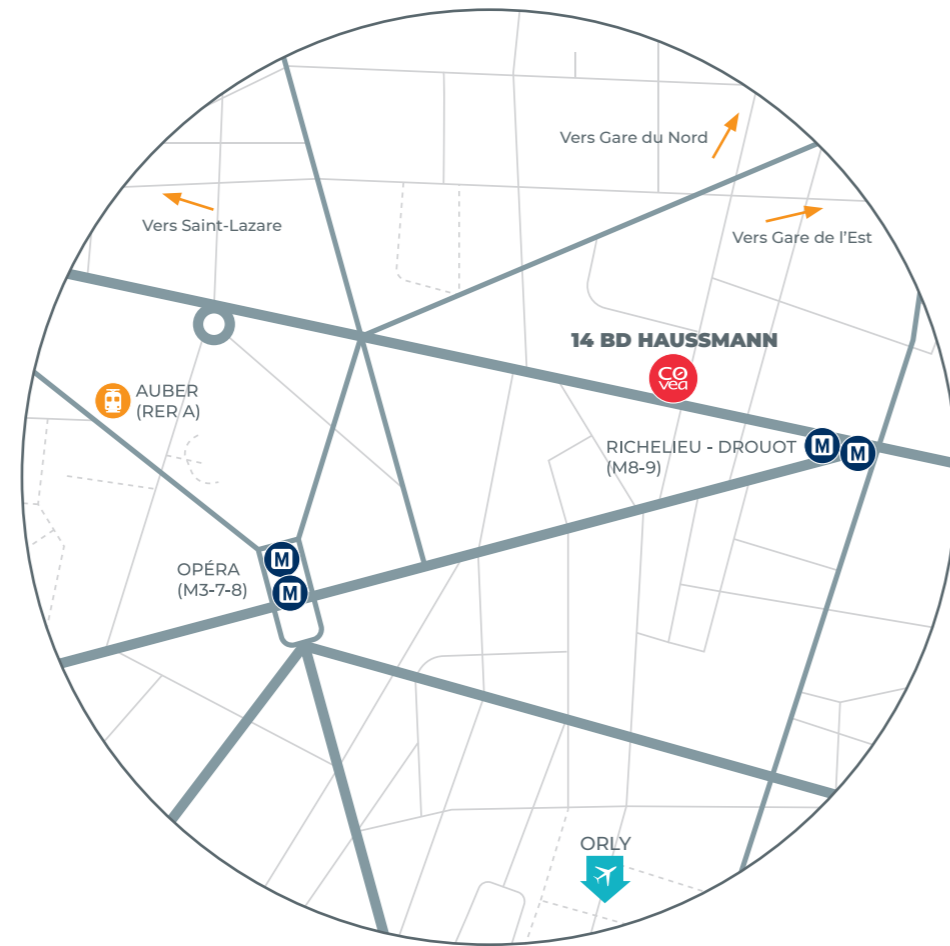 Vers Gare du Nord
Vers Saint-Lazare
Vers Gare de l'Est
14 BD HAUSSMANN
CO
vea
AUBER
(RER A)
RICHELIEU - DROUOT
(M8-9)
M
M
OPÉRA
(M3-7-8)
M
M
ORLY